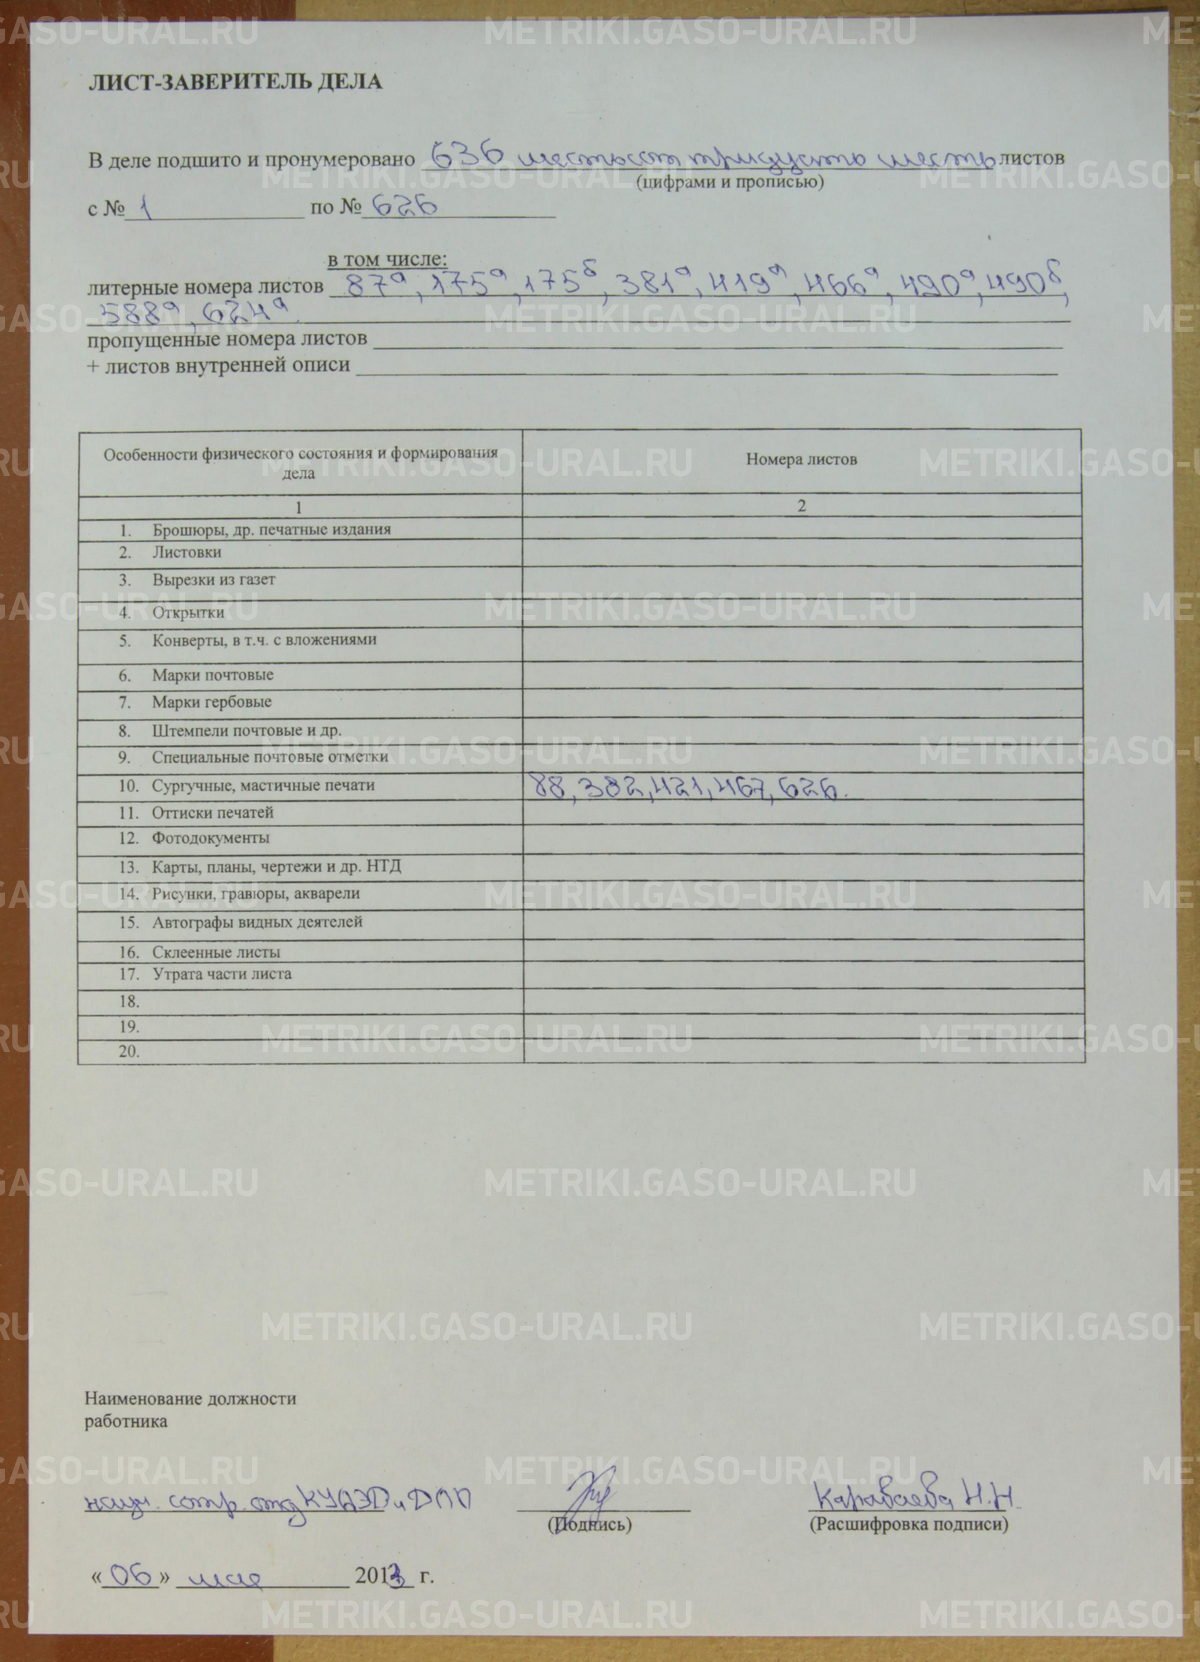 ЛИСТ-ЗАВЕРИТЕЛЬ ДЕЛА
В деле подшито и пронумеровано 636 шестьсот тридцать шесть листов
(цифрами и прописью)
с № 1 по № 626
в том числе:
литерные номера листов 87а, 175а, 175б, 381а, 419а, 466а, 490а, 490б,
588а, 624а.
пропущенные номера листов
+ листов внутренней описи
Особенности физического состояния и формирования дела Номера листов
1 2
1. Брошюры, др. печатные издания
2. Листовки
3. Вырезки из газет
4. Открытки
5. Конверты, в т.ч. с вложениями
6. Марки почтовые
7. Марки гербовые
8. Штемпели почтовые и др.
9. Специальные почтовые отметки
10. Сургучные, мастичные печати 88, 382, 421, 467, 626.
11. Оттиски печатей
12. Фотодокументы
13. Карты, планы, чертежи и др. НТД
14. Рисунки, гравюры, акварели
15. Автографы видных деятелей
16. Склеенные листы
17. Утрата части листа
18.
19.
20.
Наименование должности
работника
науч. сотр. отд КУДЭД и ДПП Караваева Н.Н.
(Подпись) (Расшифровка подписи)
«06» мая 2013 г.
METRIKI.GASO-URAL.RU